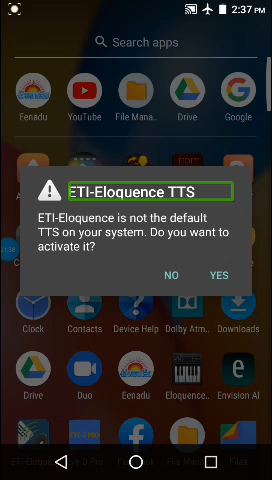 2:37 PM
Search apps
Eenadu
YouTube
File Mana..
Drive
Google
ETI-Eloquence TTS
ETI-Eloquence is not the default
TTS on your system. Do you want to
activate it?
NO
YES
Clock
Contacts
Device Help
Dolby Atm..
Downloads
Drive
Duo
Eenadu
Eloquence..
Envision AI